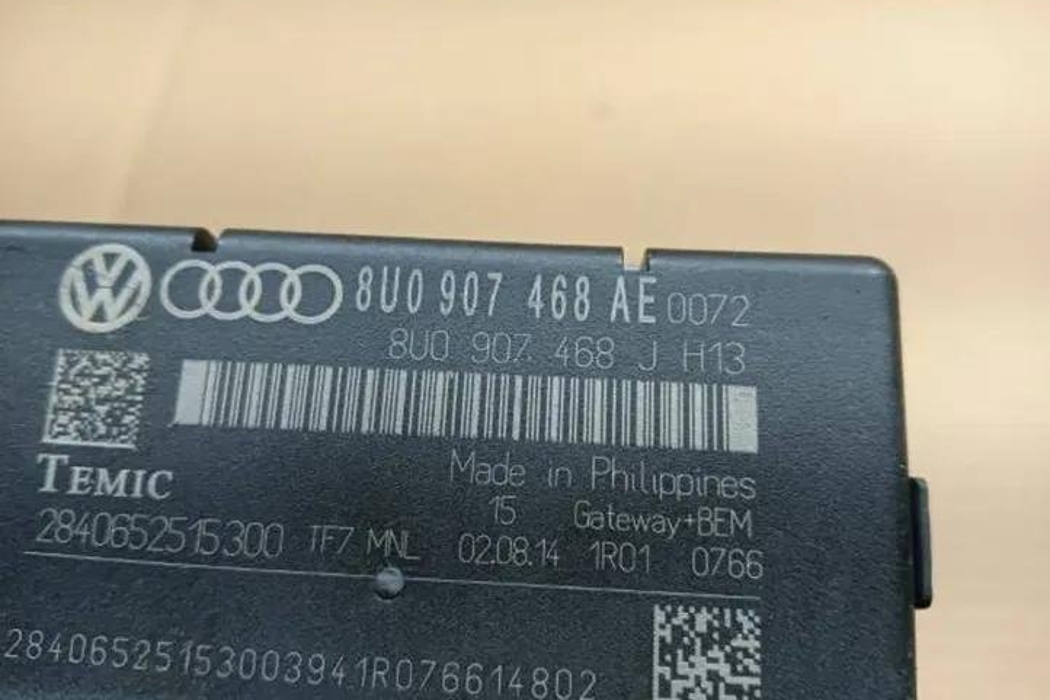 8U0 907 468 AE 0072
8U0 907 468 J H13
TEMIC
Made in Philippines
15 Gateway+BEM
2840652515300 TF7 MNL 02.08.14 1R01 0766
28406525153003941R076614802